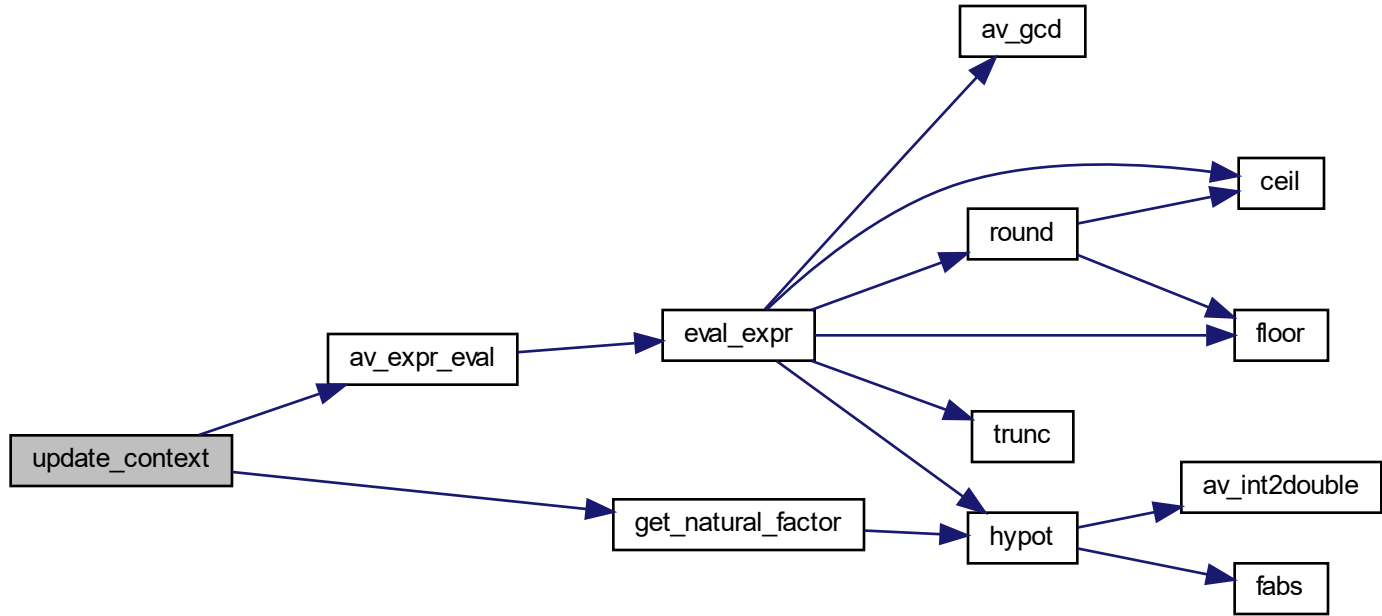 av_gcd
ceil
round
eval_expr
floor
av_expr_eval
trunc
update_context
av_int2double
get_natural_factor
hypot
fabs